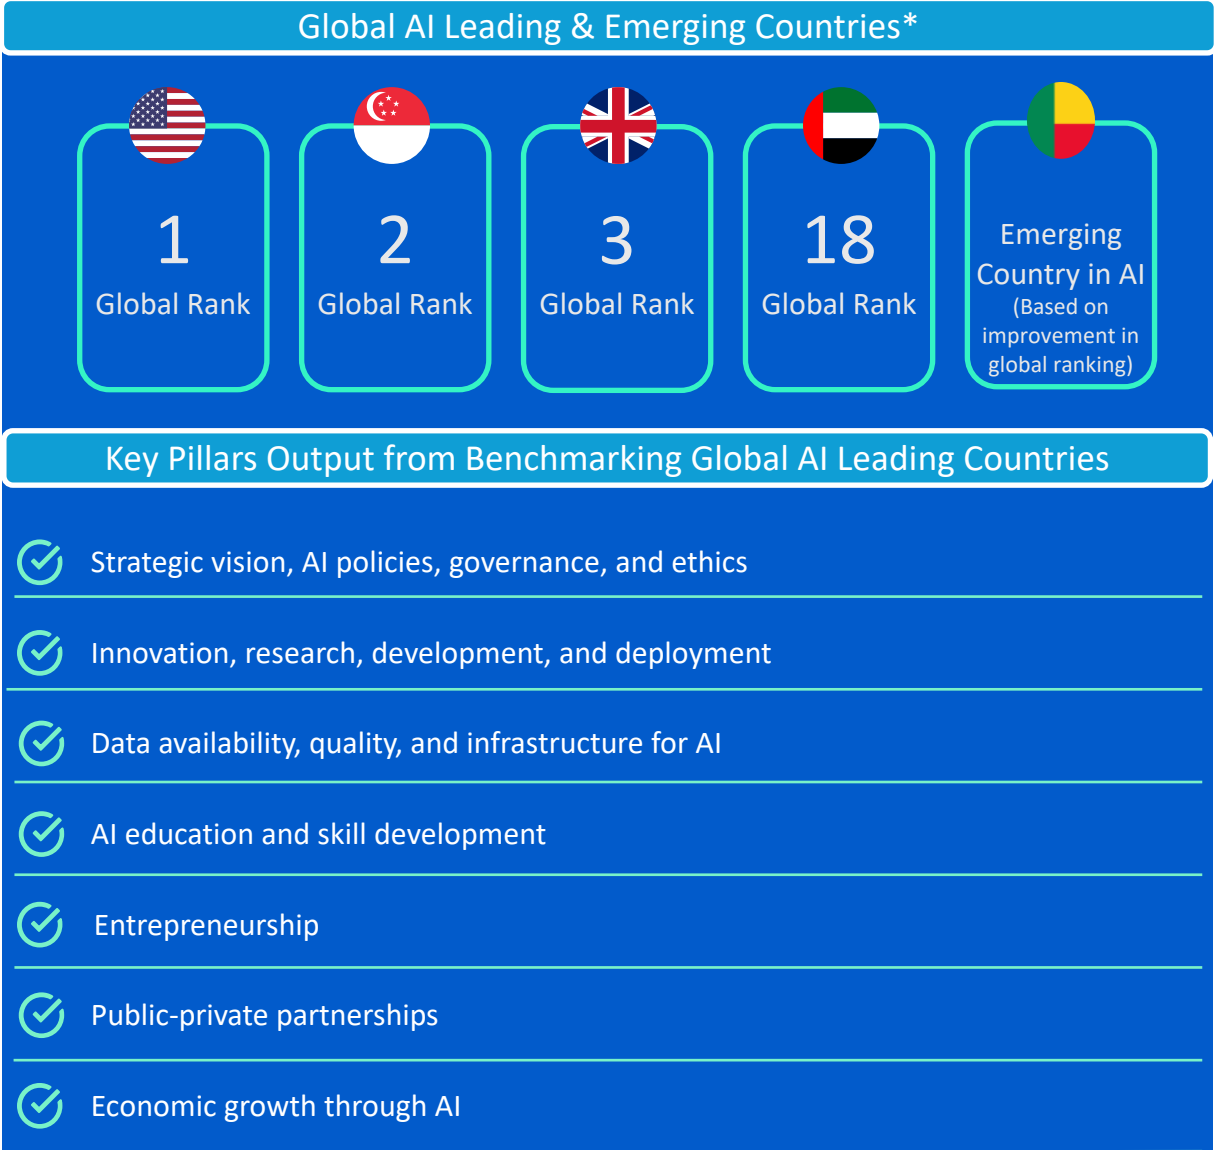 Global AI Leading & Emerging Countries*
1
Global Rank
2
Global Rank
3
Global Rank
18
Global Rank
Emerging
Country in AI
(Based on
improvement in
global ranking)
Key Pillars Output from Benchmarking Global AI Leading Countries
Strategic vision, AI policies, governance, and ethics
Innovation, research, development, and deployment
Data availability, quality, and infrastructure for AI
AI education and skill development
Entrepreneurship
Public-private partnerships
Economic growth through AI